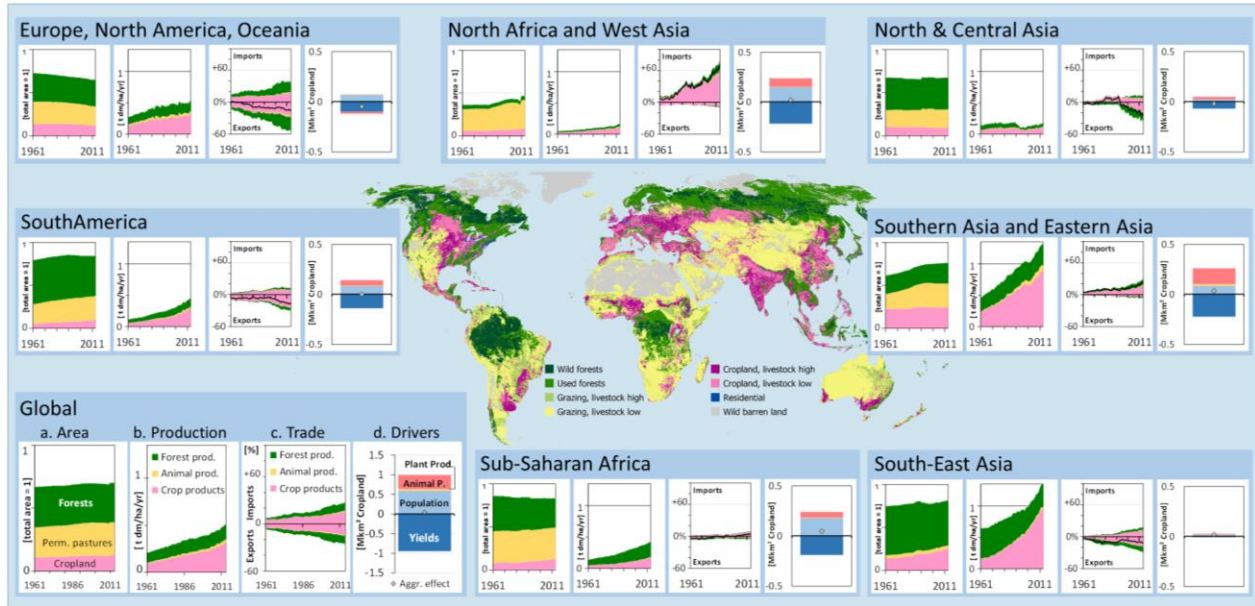 Europe, North America, Oceania
[total area = 1]
1
0
1961 2011
[ t dm/ha/yr]
1
1961 2011
Imports
+60
0%
-60
Exports
1961 2011
[Mkm² Cropland]
0.5
0
-0.5
North Africa and West Asia
1
0
1961 2011
1
1961 2011
Imports
+60
0%
-60
Exports
1961 2011
[Mkm² Cropland]
0.5
0
-0.5
North & Central Asia
[total area = 1]
1
0
1961 2011
[ t dm/ha/yr]
1
1961 2011
Imports
+60
0%
-60
Exports
1961 2011
[Mkm² Cropland]
0.5
0
-0.5
SouthAmerica
[total area = 1]
1
0
1961 2011
[ t dm/ha/yr]
1
1961 2011
Imports
+60
0%
-60
Exports
1961 2011
[Mkm² Cropland]
0.5
0
-0.5
Southern Asia and Eastern Asia
[total area = 1]
1
0
1961 2011
[ t dm/ha/yr]
1
1961 2011
Imports
+60
0%
-60
Exports
1961 2011
[Mkm² Cropland]
0.5
0
-0.5
Wild forests
Used forests
Grazing, livestock high
Grazing, livestock low
Cropland, livestock high
Cropland, livestock low
Residential
Wild barren land
Global
a. Area
[total area = 1]
1
0
Forests
Perm. pastures
Cropland
1961 1986 2011
b. Production
[ t dm/ha/yr]
1
0
Forest prod.
Animal prod.
Crop products
1961 1986 2011
c. Trade
[%]
+60
0
-60
Exports Imports
Forest prod.
Animal prod.
Crop products
1961 1986 2011
d. Drivers
[Mkm² Cropland]
1.5
1
0.5
0
-0.5
-1
-1.5
Plant Prod.
Animal P.
Population
Yields
Aggr. effect
Sub-Saharan Africa
[total area = 1]
1
0
1961 2011
[ t dm/ha/yr]
1
1961 2011
Imports
+60
0%
-60
Exports
1961 2011
[Mkm² Cropland]
0.5
0
-0.5
South-East Asia
[total area = 1]
1
0
1961 2011
[ t dm/ha/yr]
1
1961 2011
Imports
+60
0%
-60
Exports
1961 2011
[Mkm² Cropland]
0.5
0
-0.5